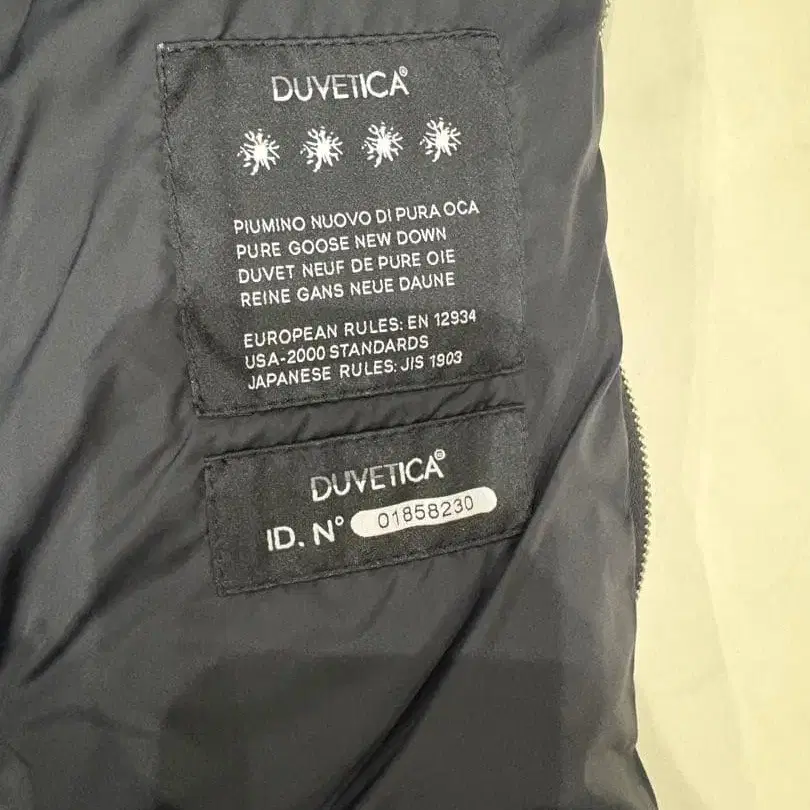 DUVETICA®
PIUMINO NUOVO DI PURA OCA
PURE GOOSE NEW DOWN
DUVET NEUF DE PURE OIE
REINE GANS NEUE DAUNE
EUROPEAN RULES: EN 12934
USA-2000 STANDARDS
JAPANESE RULES: JIS 1903
DUVETICA®
ID. N° 01858230